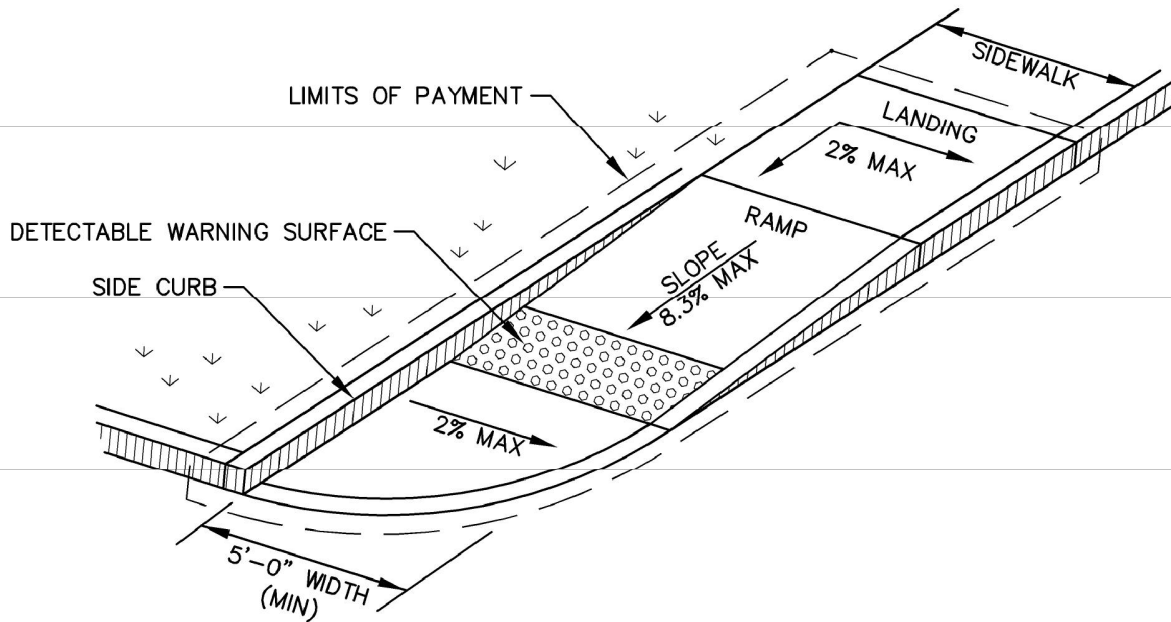 SIDEWALK
LIMITS OF PAYMENT
LANDING
2% MAX
RAMP
DETECTABLE WARNING SURFACE
SLOPE
8.3% MAX
SIDE CURB
2% MAX
5'-0" WIDTH
(MIN)